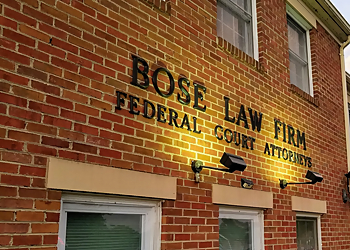 BOSE LAW FIRM
FEDERAL COURT ATTORNEYS